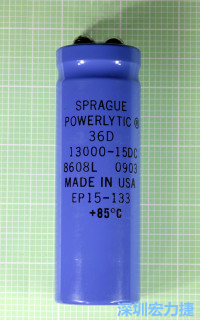 SPRAGUE
POWERLYTIC ®
36D
13000-15DC
8608L 0903
MADE IN USA
EP15-133
+85°C
深圳宏力捷